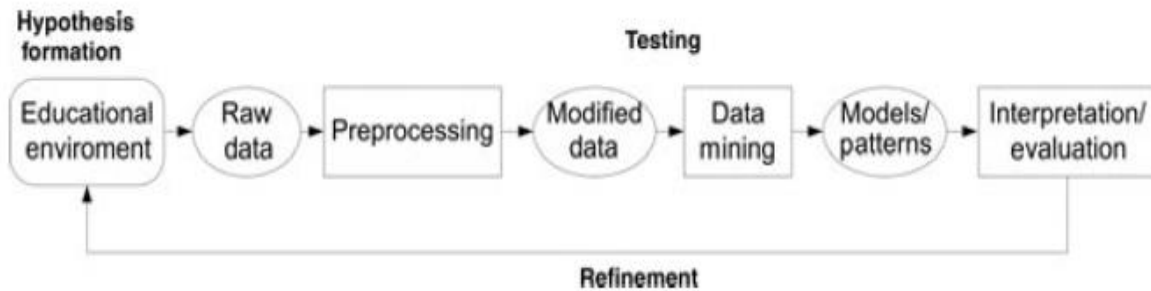 Hypothesis
formation
Testing
Educational
enviroment
Raw
data
Preprocessing
Modified
data
Data
mining
Models/
patterns
Interpretation/
evaluation
Refinement